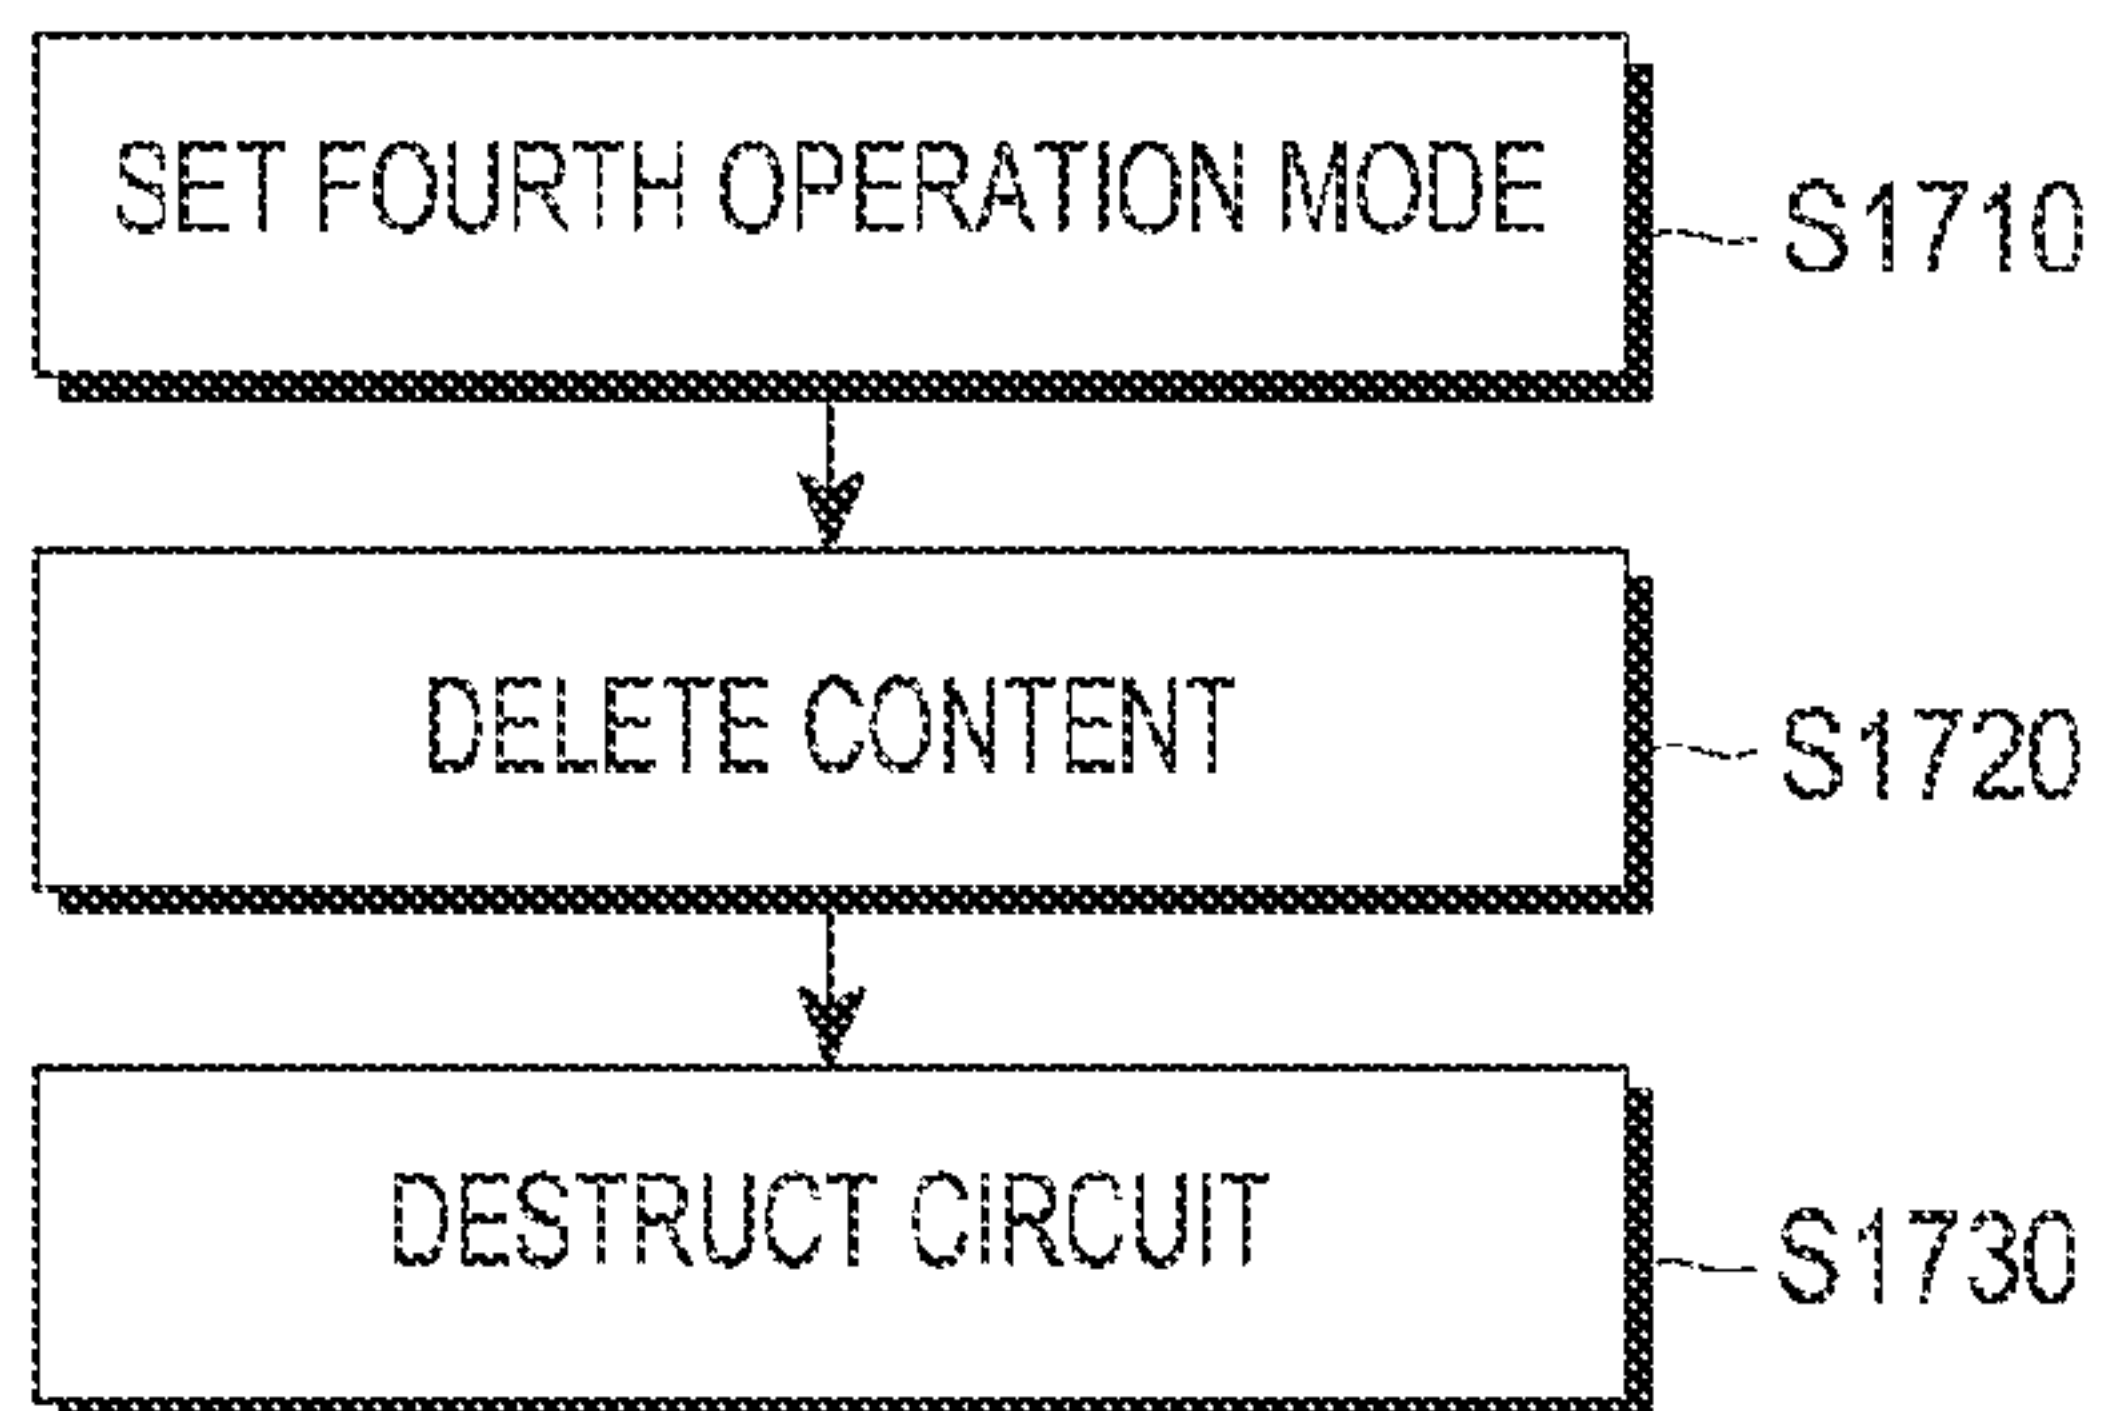 SET FOURTH OPERATION MODE
S1710
DELETE CONTENT
S1720
DESTRUCT CIRCUIT
S1730